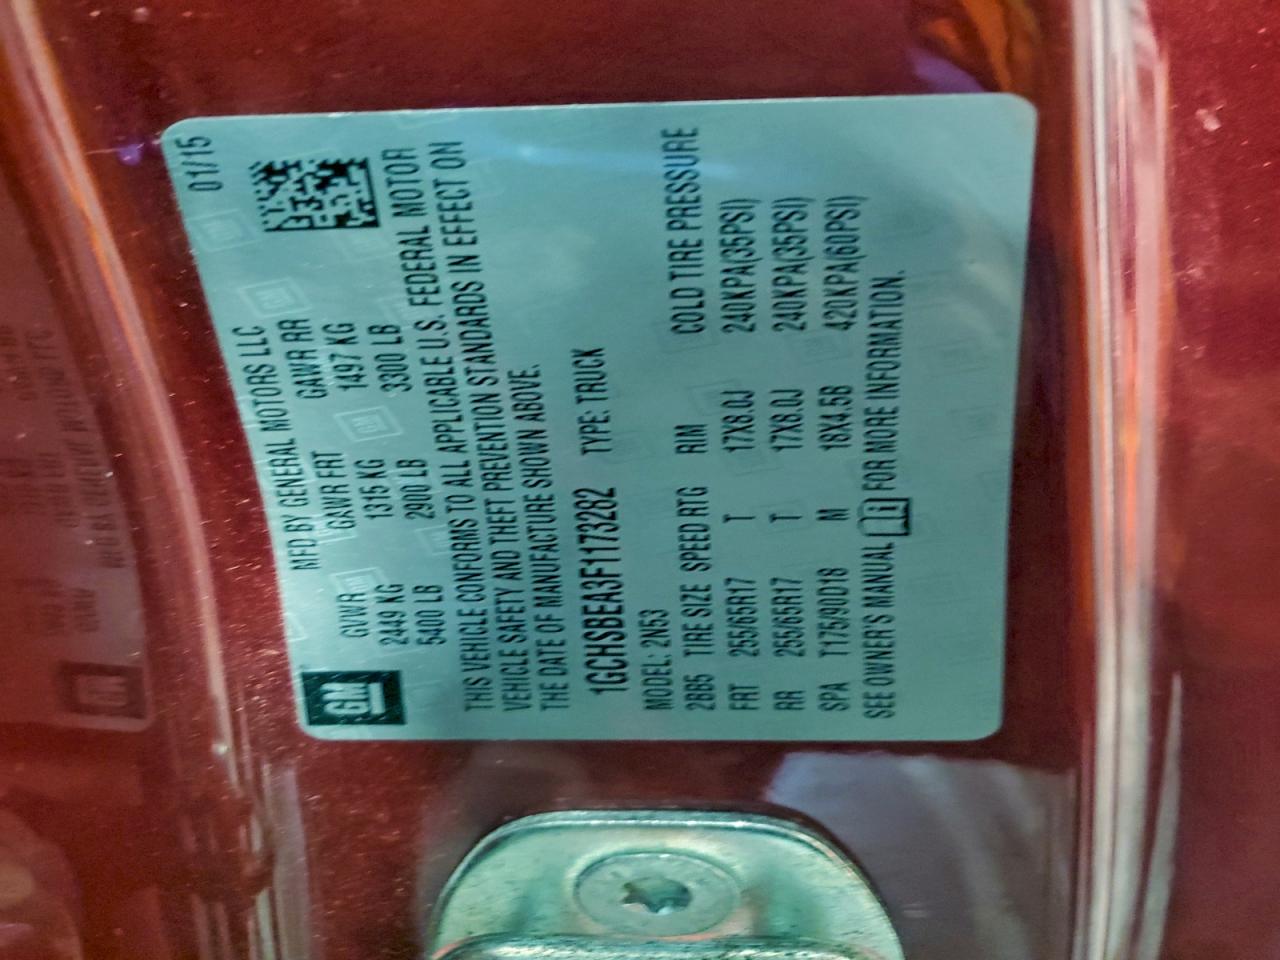 GM
MFD BY GENERAL MOTORS LLC 01/15
GVWR GAWR FRT GAWR RR
2449 KG 1315 KG 1497 KG
5400 LB 2900 LB 3300 LB
THIS VEHICLE CONFORMS TO ALL APPLICABLE U.S. FEDERAL MOTOR
VEHICLE SAFETY AND THEFT PREVENTION STANDARDS IN EFFECT ON
THE DATE OF MANUFACTURE SHOWN ABOVE.
1GCHSBEA3F1173282 TYPE: TRUCK
MODEL: 2N53
2BB5 TIRE SIZE SPEED RTG RIM COLD TIRE PRESSURE
FRT 255/65R17 T 17X8.0J 240KPA(35PSI)
RR 255/65R17 T 17X8.0J 240KPA(35PSI)
SPA T175/90D18 M 18X4.5B 420KPA(60PSI)
SEE OWNER'S MANUAL FOR MORE INFORMATION.